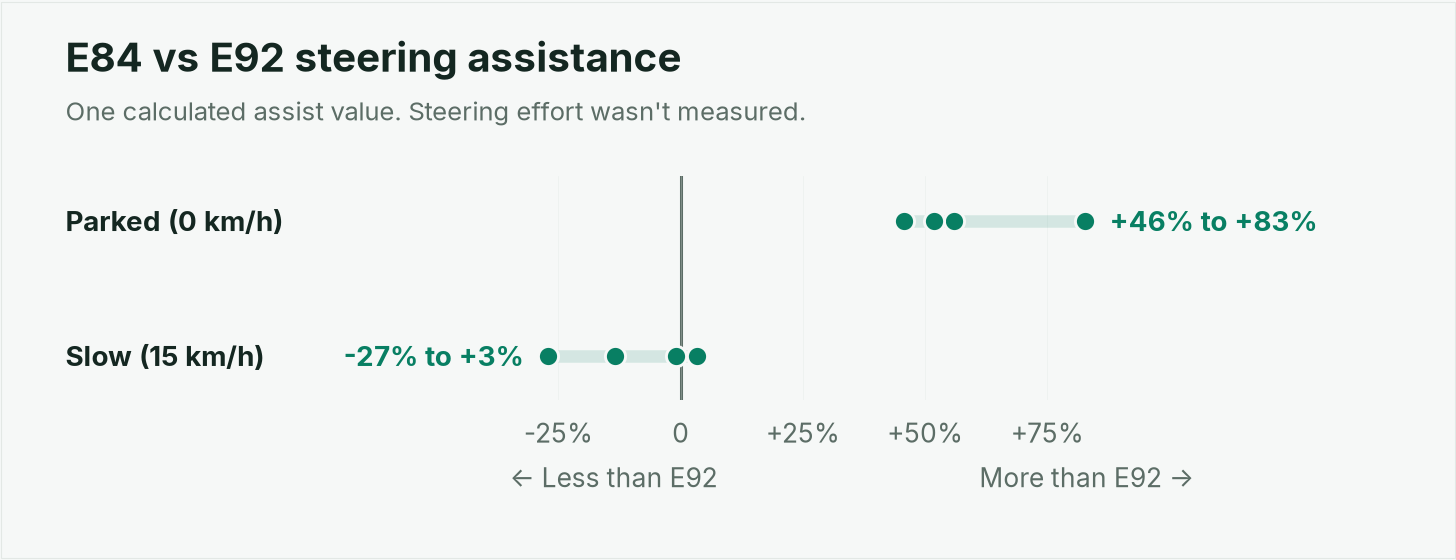 E84 vs E92 steering assistance
One calculated assist value. Steering effort wasn't measured.
Parked (0 km/h)
+46% to +83%
Slow (15 km/h)
-27% to +3%
-25%
0
+25%
+50%
+75%
← Less than E92
More than E92 →